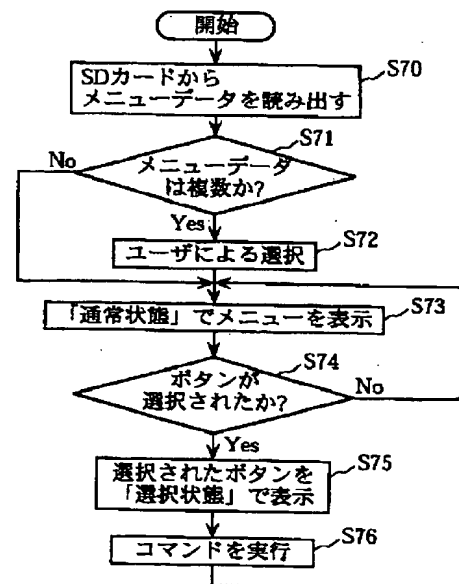 開始
SDカードから
メニューデータを読み出す
S70
S71
メニューデータ
は複数か?
No
Yes
S72
ユーザによる選択
「通常状態」でメニューを表示
S73
S74
ボタンが
選択されたか?
No
Yes
選択されたボタンを
「選択状態」で表示
S75
S76
コマンドを実行